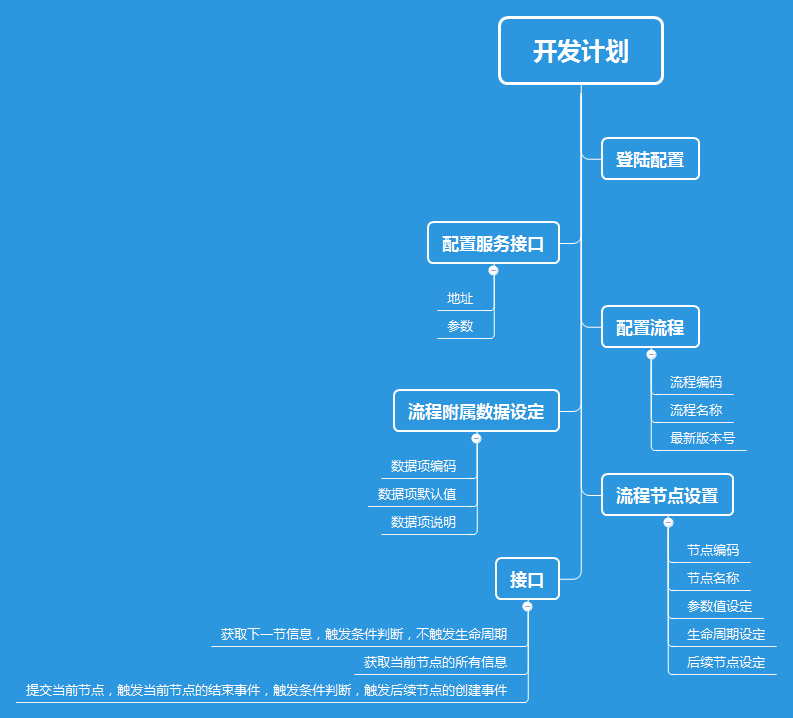 开发计划
登陆配置
配置服务接口
地址
参数
配置流程
流程编码
流程名称
最新版本号
流程附属数据设定
数据项编码
数据项默认值
数据项说明
流程节点设置
节点编码
节点名称
参数值设定
生命周期设定
后续节点设定
接口
获取下一节信息，触发条件判断，不触发生命周期
获取当前节点的所有信息
提交当前节点，触发当前节点的结束事件，触发条件判断，触发后续节点的创建事件